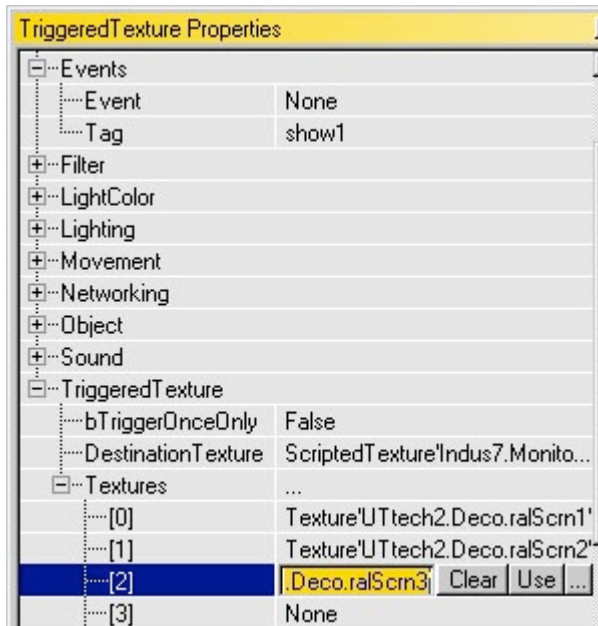 TriggeredTexture Properties
Events
Event None
Tag show1
Filter
LightColor
Lighting
Movement
Networking
Object
Sound
TriggeredTexture
bTriggerOnceOnly False
DestinationTexture ScriptedTexture'Indus7.Monito...
Textures ...
[0] Texture'UTtech2.Deco.ralScrn1'
[1] Texture'UTtech2.Deco.ralScrn2'
[2] .Deco.ralScrn3 Clear Use ...
[3] None